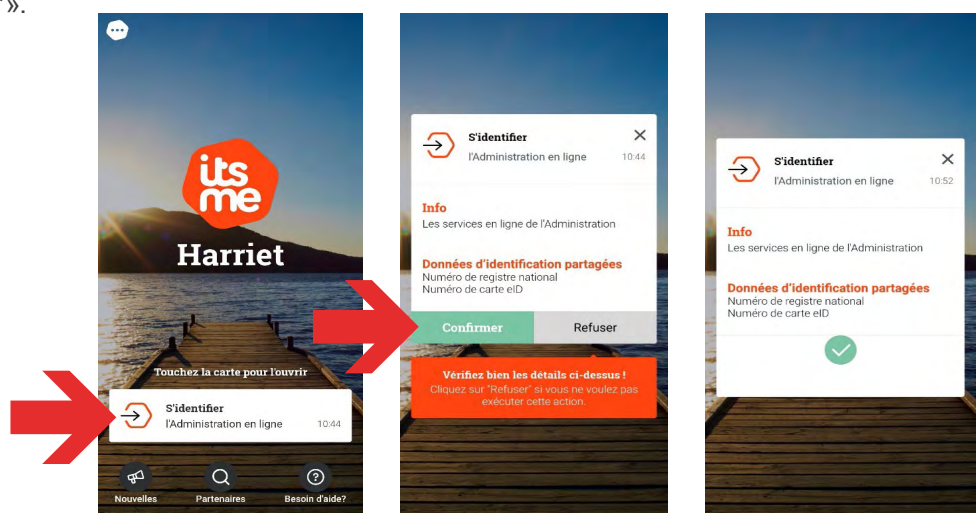 ”».
its
me
Harriet
Touchez la carte pour l'ouvrir
S'identifier
l'Administration en ligne 10:44
Nouvelles Partenaires Besoin d'aide?
S'identifier
l'Administration en ligne 10:44
Info
Les services en ligne de l'Administration
Données d'identification partagées
Numéro de registre national
Numéro de carte eID
Confirmer Refuser
Vérifiez bien les détails ci-dessus !
Cliquez sur "Refuser" si vous ne voulez pas
exécuter cette action.
S'identifier
l'Administration en ligne 10:52
Info
Les services en ligne de l'Administration
Données d'identification partagées
Numéro de registre national
Numéro de carte eID